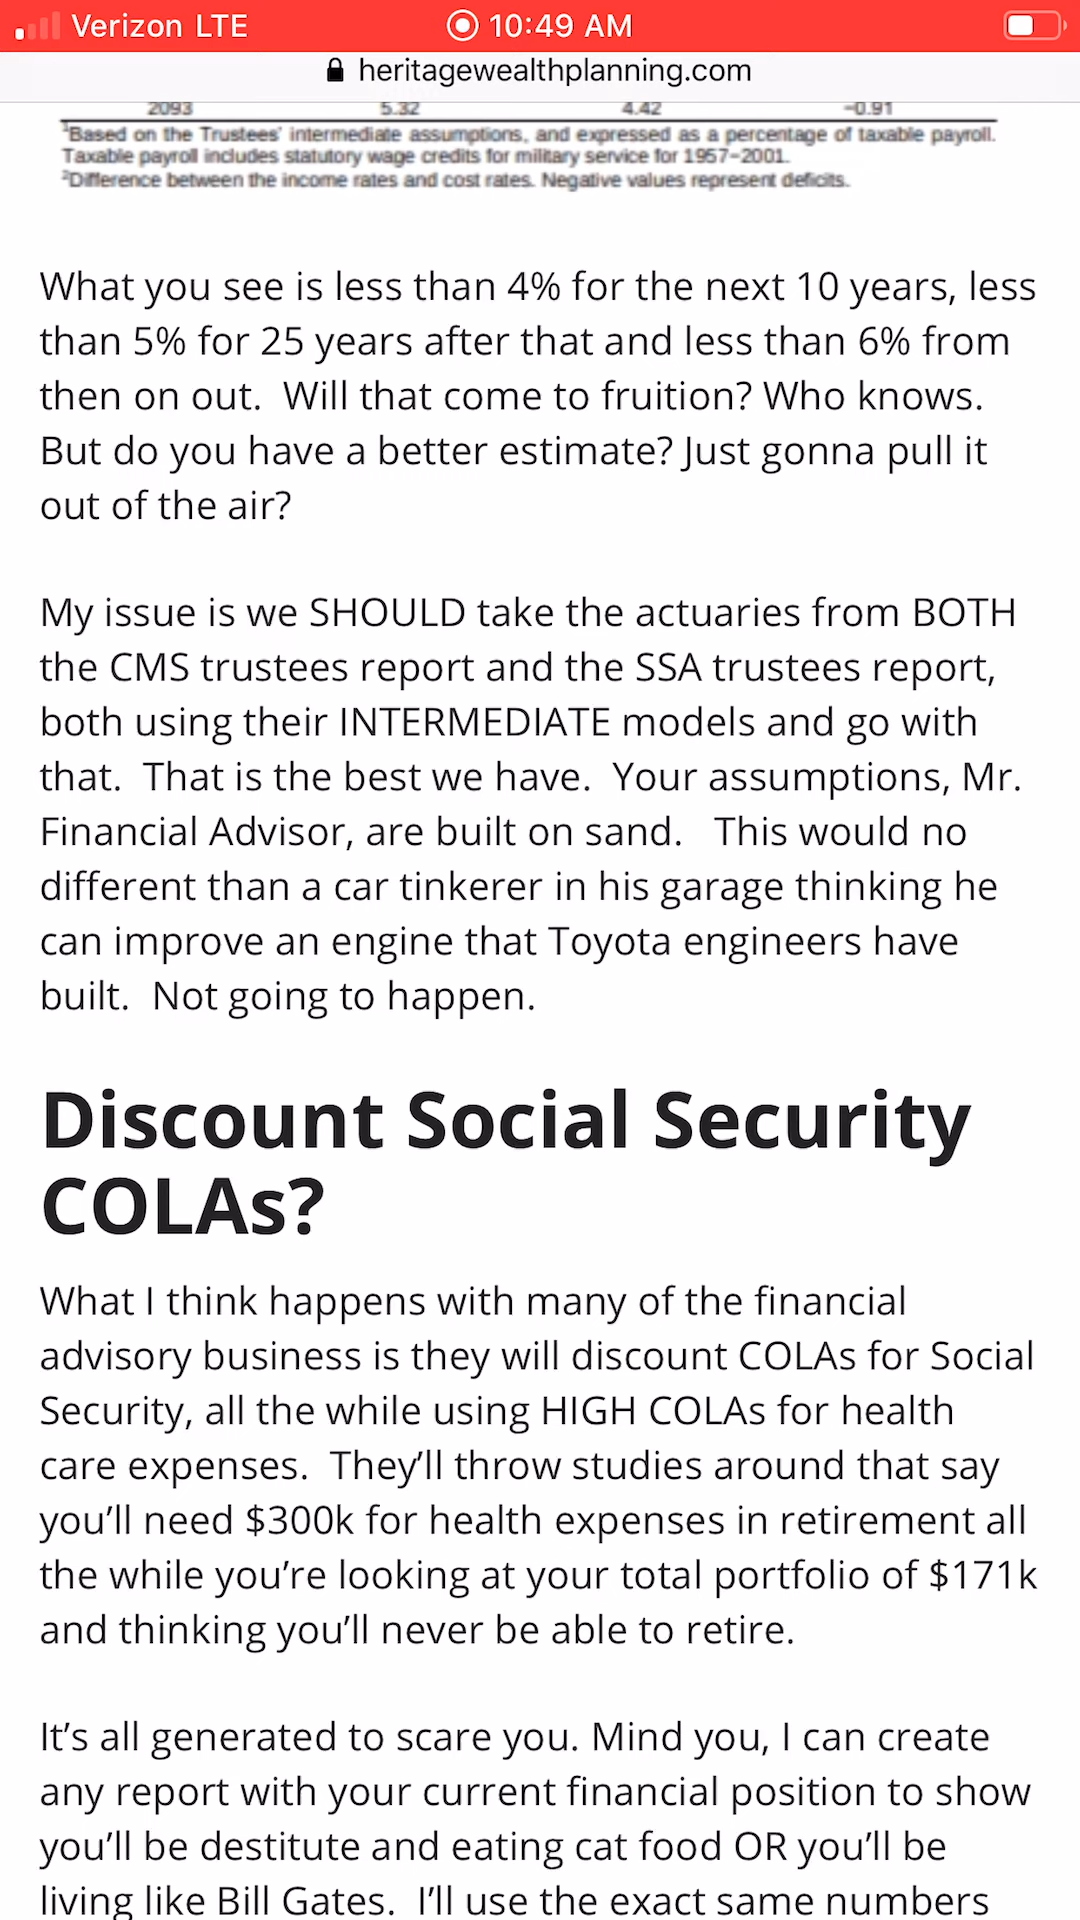 Verizon LTE 10:49 AM
heritagewealthplanning.com
2093 5.32 4.42 -0.91
1Based on the Trustees' intermediate assumptions, and expressed as a percentage of taxable payroll.
Taxable payroll includes statutory wage credits for military service for 1957-2001.
2Difference between the income rates and cost rates. Negative values represent deficits.
What you see is less than 4% for the next 10 years, less
than 5% for 25 years after that and less than 6% from
then on out.  Will that come to fruition? Who knows.
But do you have a better estimate? Just gonna pull it
out of the air?
My issue is we SHOULD take the actuaries from BOTH
the CMS trustees report and the SSA trustees report,
both using their INTERMEDIATE models and go with
that.  That is the best we have.  Your assumptions, Mr.
Financial Advisor, are built on sand.   This would no
different than a car tinkerer in his garage thinking he
can improve an engine that Toyota engineers have
built.  Not going to happen.
Discount Social Security
COLAs?
What I think happens with many of the financial
advisory business is they will discount COLAs for Social
Security, all the while using HIGH COLAs for health
care expenses.  They’ll throw studies around that say
you’ll need $300k for health expenses in retirement all
the while you’re looking at your total portfolio of $171k
and thinking you’ll never be able to retire.
It’s all generated to scare you. Mind you, I can create
any report with your current financial position to show
you’ll be destitute and eating cat food OR you’ll be
living like Bill Gates.  I’ll use the exact same numbers